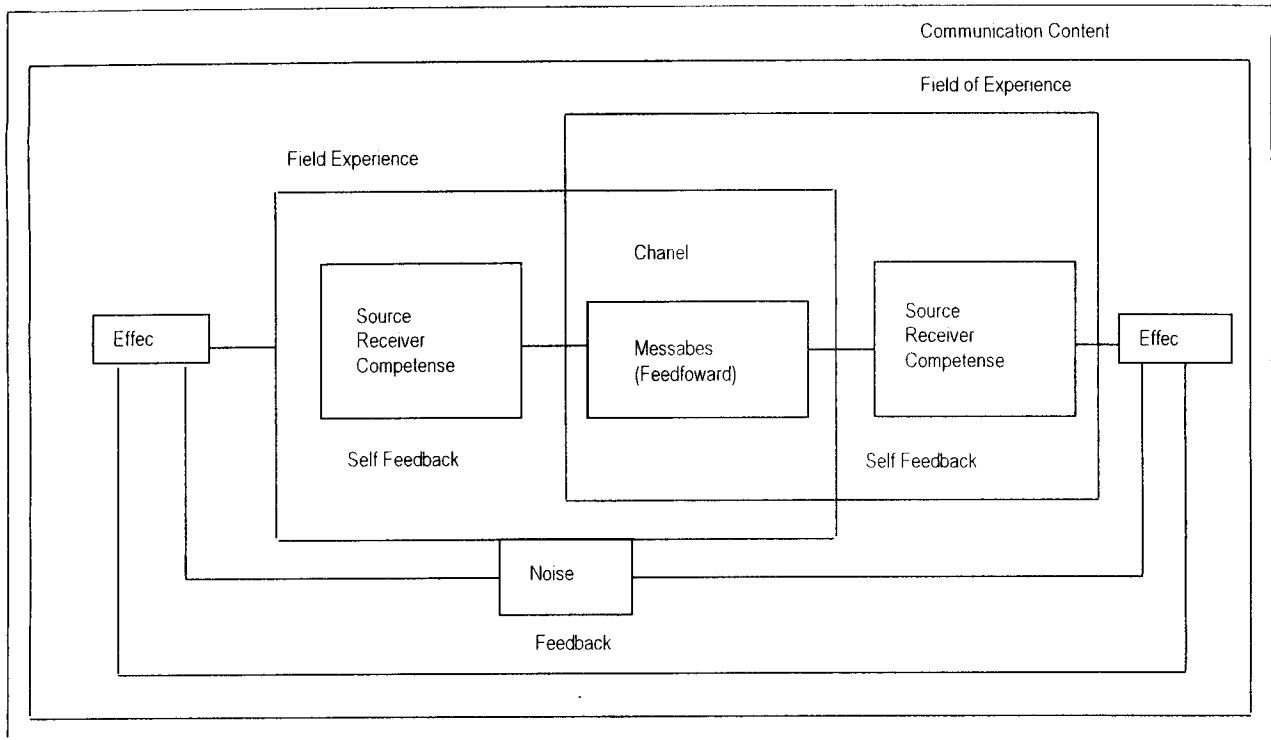 Communication Content
Field of Experience
Field Experience
Chanel
Source
Receiver
Competense
Messabes
(Feedfoward)
Source
Receiver
Competense
Effec
Effec
Self Feedback
Self Feedback
Noise
Feedback